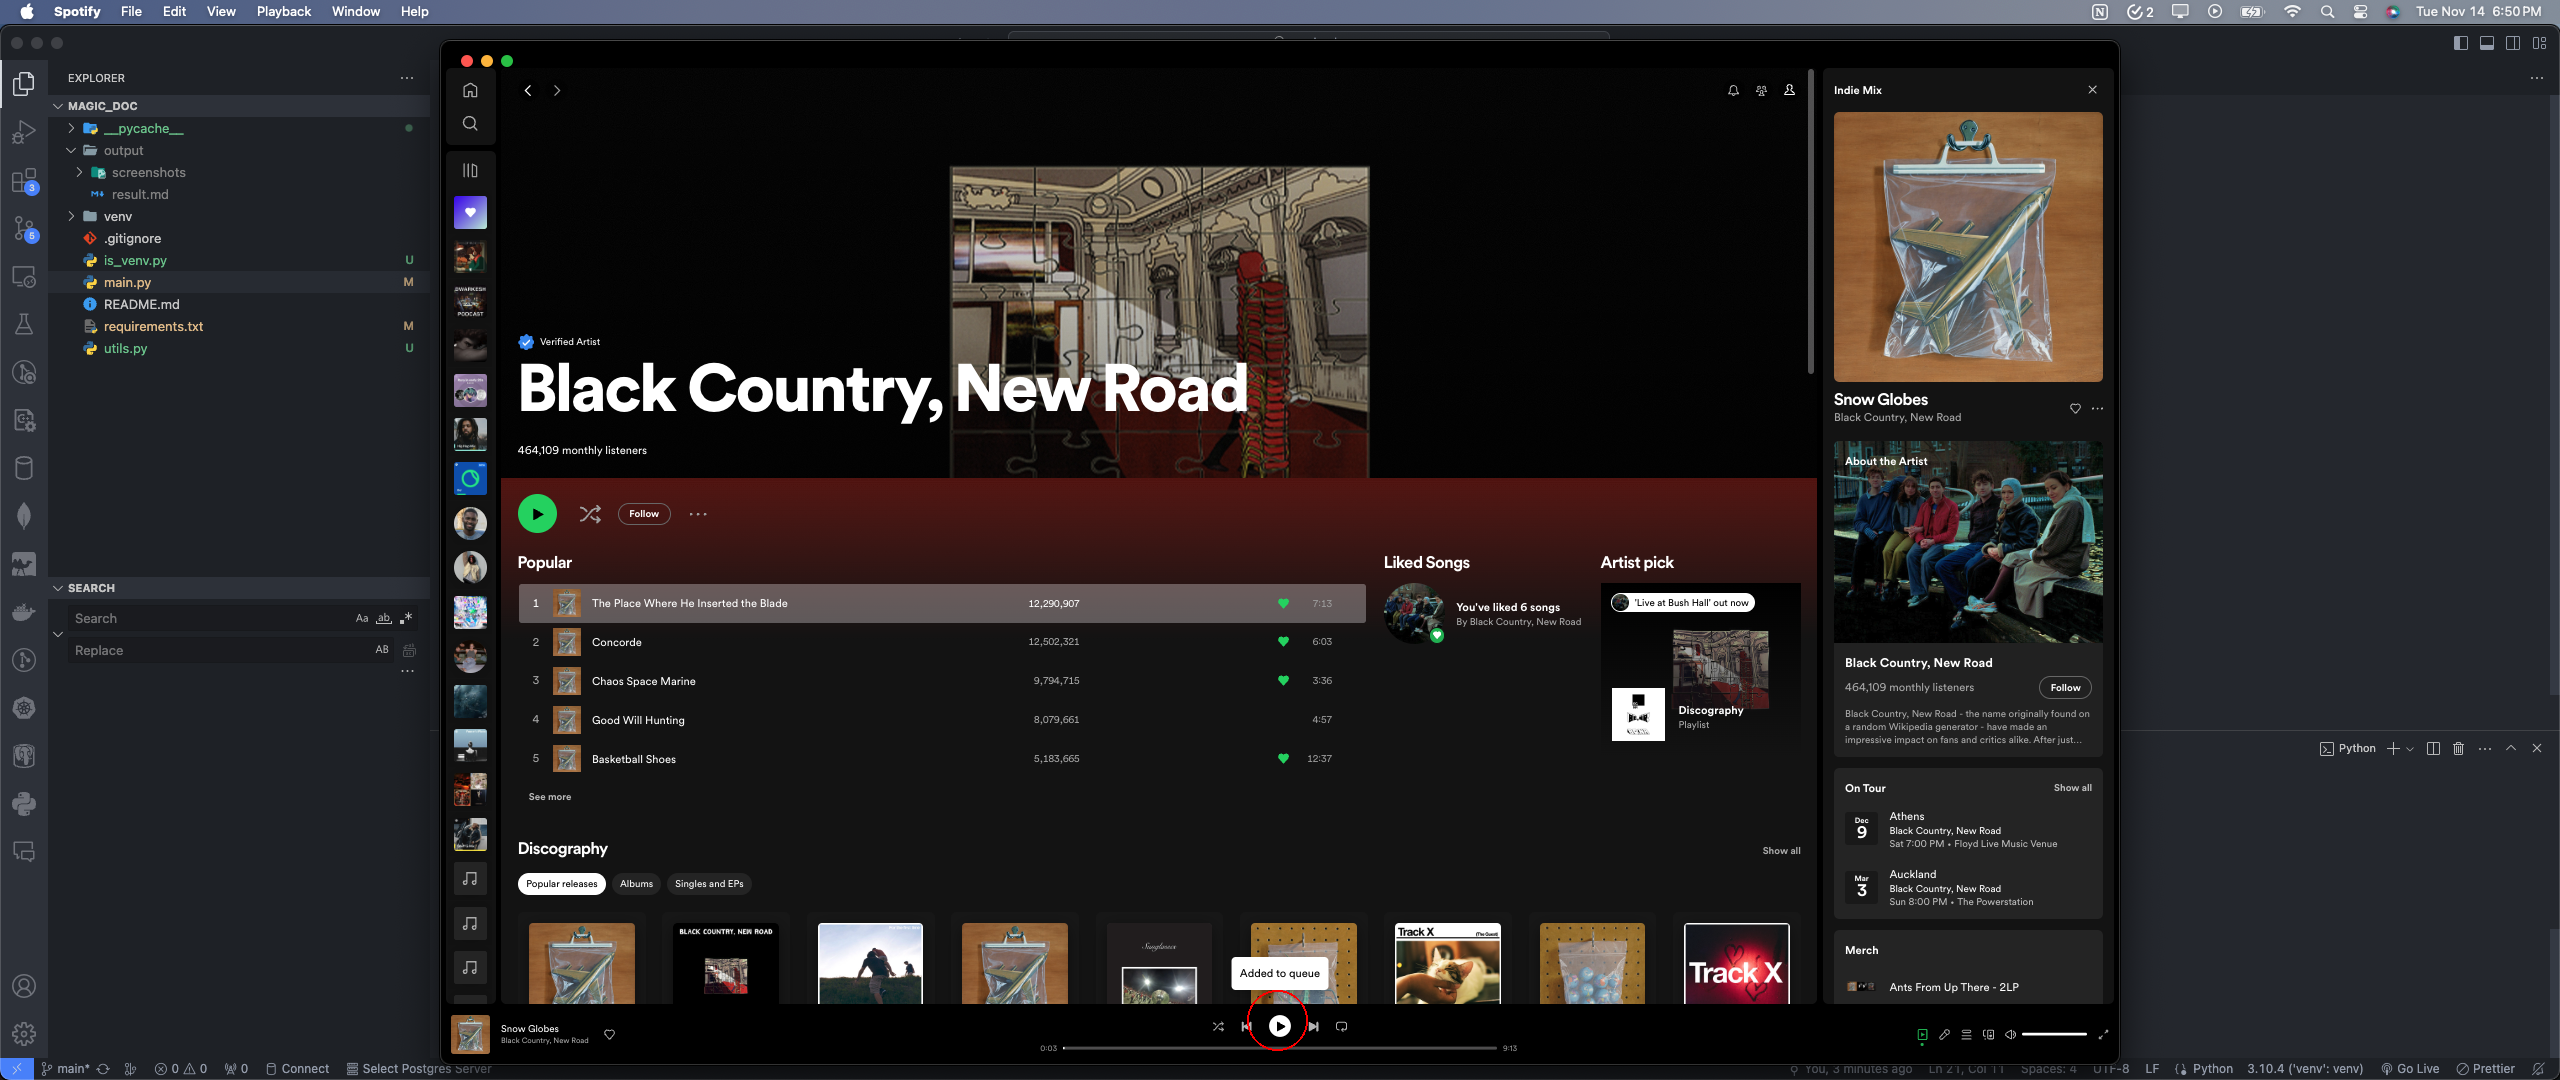 Spotify File Edit View Playback Window Help
2
Tue Nov 14 6:50 PM
EXPLORER
MAGIC_DOC
__pycache__
output
screenshots
result.md
venv
.gitignore
is_venv.py U
main.py M
README.md
requirements.txt M
utils.py U
3
5
SEARCH
Search
Aa ab
Replace
AB
DWARKESH
PODCAST
Verified Artist
Black Country, New Road
464,109 monthly listeners
Follow
Popular
1 The Place Where He Inserted the Blade 12,290,907 7:13
2 Concorde 12,502,321 6:03
3 Chaos Space Marine 9,794,715 3:36
4 Good Will Hunting 8,079,661 4:57
5 Basketball Shoes 5,183,665 12:37
See more
Liked Songs
You've liked 6 songs
By Black Country, New Road
Artist pick
'Live at Bush Hall' out now
Discography
Playlist
Discography
Show all
Popular releases Albums Singles and EPs
BLACK COUNTRY, NEW ROAD
Sunglasses
Track X
(The Guest)
Track X
Added to queue
Indie Mix
Snow Globes
Black Country, New Road
About the Artist
Black Country, New Road
464,109 monthly listeners
Follow
Black Country, New Road - the name originally found on
a random Wikipedia generator - have made an
impressive impact on fans and critics alike. After just...
On Tour
Show all
Dec
9
Athens
Black Country, New Road
Sat 7:00 PM • Floyd Live Music Venue
Mar
3
Auckland
Black Country, New Road
Sun 8:00 PM • The Powerstation
Merch
Ants From Up There - 2LP
Snow Globes
Black Country, New Road
0:03
9:13
Python
main* 0 0 0 Connect Select Postgres Server
You, 3 minutes ago Ln 21, Col 11 Spaces: 4 UTF-8 LF Python 3.10.4 ('venv': venv) Go Live Prettier